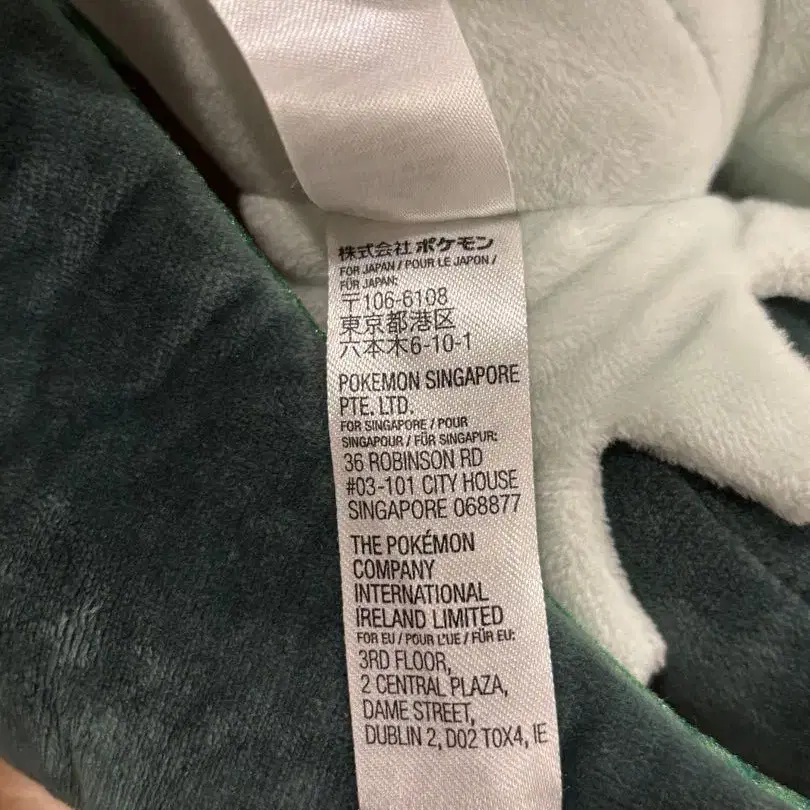 株式会社 ポケモン
FOR JAPAN / POUR LE JAPON /
FÜR JAPAN:
〒106-6108
東京都港区
六本木6-10-1
POKEMON SINGAPORE
PTE. LTD.
FOR SINGAPORE / POUR
SINGAPOUR / FÜR SINGAPUR:
36 ROBINSON RD
#03-101 CITY HOUSE
SINGAPORE 068877
THE POKÉMON
COMPANY
INTERNATIONAL
IRELAND LIMITED
FOR EU / POUR L'UE / FÜR EU:
3RD FLOOR,
2 CENTRAL PLAZA,
DAME STREET,
DUBLIN 2, D02 T0X4, IE